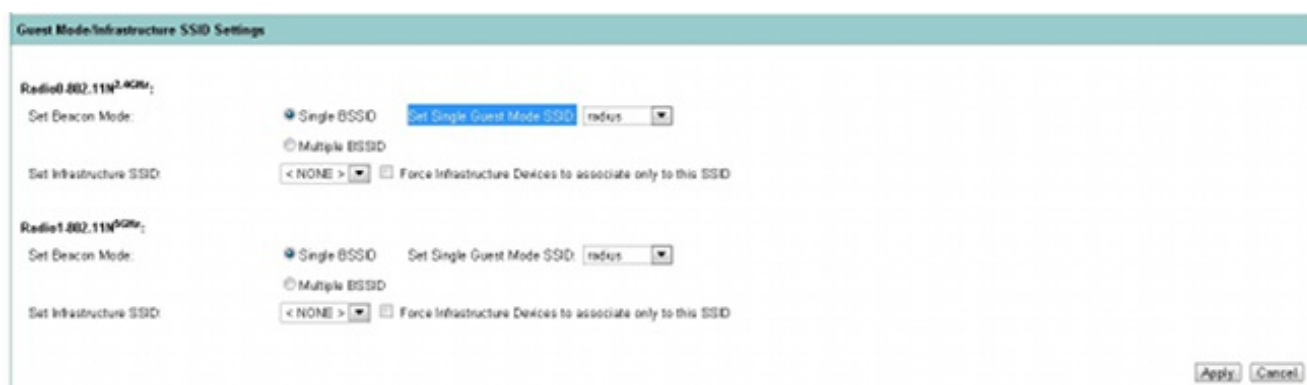 Guest Mode/Infrastructure SSID Settings
Radio0-802.11N2.4GHz:
Set Beacon Mode: Single BSSID Set Single Guest Mode SSID: radius
Multiple BSSID
Set Infrastructure SSID: < NONE > Force Infrastructure Devices to associate only to this SSID
Radio1-802.11N5GHz:
Set Beacon Mode: Single BSSID Set Single Guest Mode SSID: radius
Multiple BSSID
Set Infrastructure SSID: < NONE > Force Infrastructure Devices to associate only to this SSID
Apply Cancel